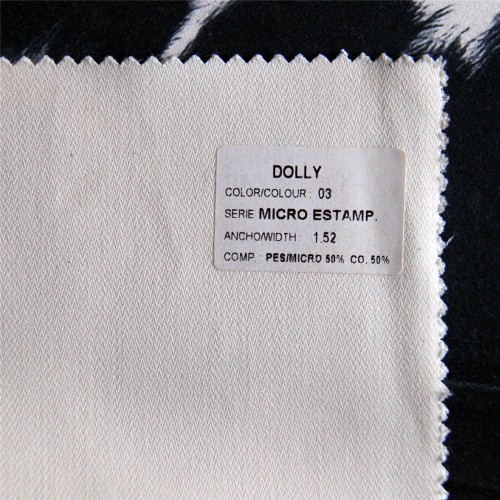 DOLLY
COLOR/COLOUR : 03
SERIE MICRO ESTAMP.
ANCHO/WIDTH : 1.52
COMP. : PES/MICRO 50% CO. 50%